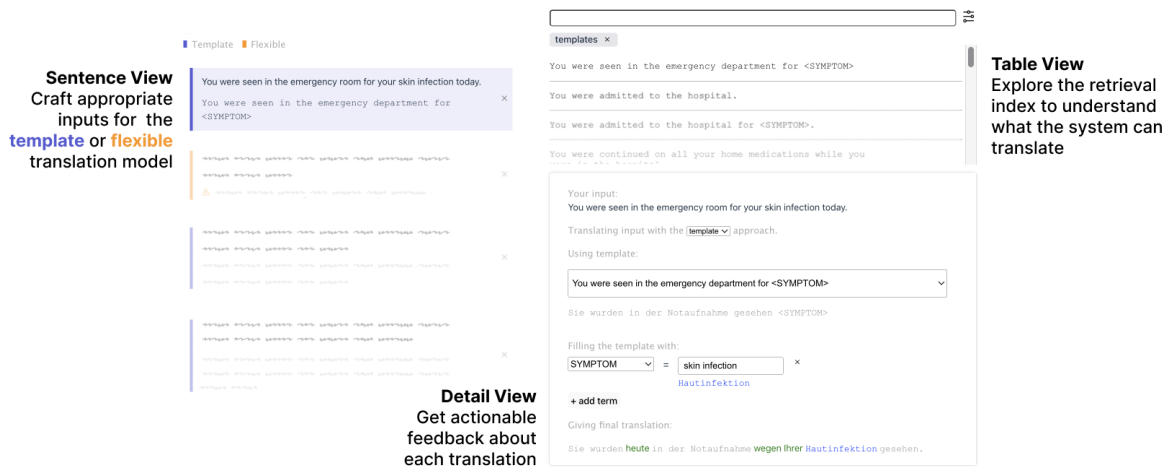 Template Flexible
Sentence View
Craft appropriate
inputs for the
template or flexible
translation model
You were seen in the emergency room for your skin infection today.
You were seen in the emergency department for
<SYMPTOM>
×
×
×
×
templates ×
You were seen in the emergency department for <SYMPTOM>
You were admitted to the hospital.
You were admitted to the hospital for <SYMPTOM>.
You were continued on all your home medications while you
Table View
Explore the retrieval
index to understand
what the system can
translate
Detail View
Get actionable
feedback about
each translation
Your input:
You were seen in the emergency room for your skin infection today.
Translating input with the template approach.
Using template:
You were seen in the emergency department for <SYMPTOM>
Sie wurden in der Notaufnahme gesehen <SYMPTOM>
Filling the template with:
SYMPTOM = skin infection ×
Hautinfektion
+ add term
Giving final translation:
Sie wurden heute in der Notaufnahme wegen Ihrer Hautinfektion gesehen.